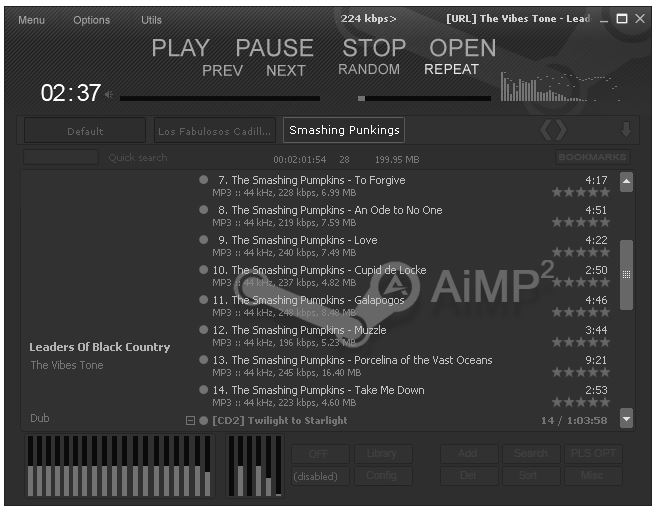 Menu Options Utils 224 kbps> [URL] The Vibes Tone - Lead
PLAY PAUSE STOP OPEN
PREV NEXT RANDOM REPEAT
02:37
Default Los Fabulosos Cadill... Smashing Punkings
Quick search 00:02:01:54 28 199.95 MB BOOKMARKS
7. The Smashing Pumpkins - To Forgive 4:17
MP3 :: 44 kHz, 228 kbps, 6.99 MB
8. The Smashing Pumpkins - An Ode to No One 4:51
MP3 :: 44 kHz, 219 kbps, 7.59 MB
9. The Smashing Pumpkins - Love 4:22
MP3 :: 44 kHz, 240 kbps, 7.49 MB
10. The Smashing Pumpkins - Cupid de Locke 2:50
MP3 :: 44 kHz, 237 kbps, 4.82 MB
AiMP2
11. The Smashing Pumpkins - Galapogos 4:46
MP3 :: 44 kHz, 248 kbps, 8.48 MB
12. The Smashing Pumpkins - Muzzle 3:44
MP3 :: 44 kHz, 196 kbps, 5.23 MB
Leaders Of Black Country
13. The Smashing Pumpkins - Porcelina of the Vast Oceans 9:21
The Vibes Tone
MP3 :: 44 kHz, 245 kbps, 16.40 MB
14. The Smashing Pumpkins - Take Me Down 2:53
MP3 :: 44 kHz, 223 kbps, 4.60 MB
Dub
[CD2] Twilight to Starlight 14 / 1:03:58
OFF Library Add Search PLS OPT
(disabled) Config Del Sort Misc